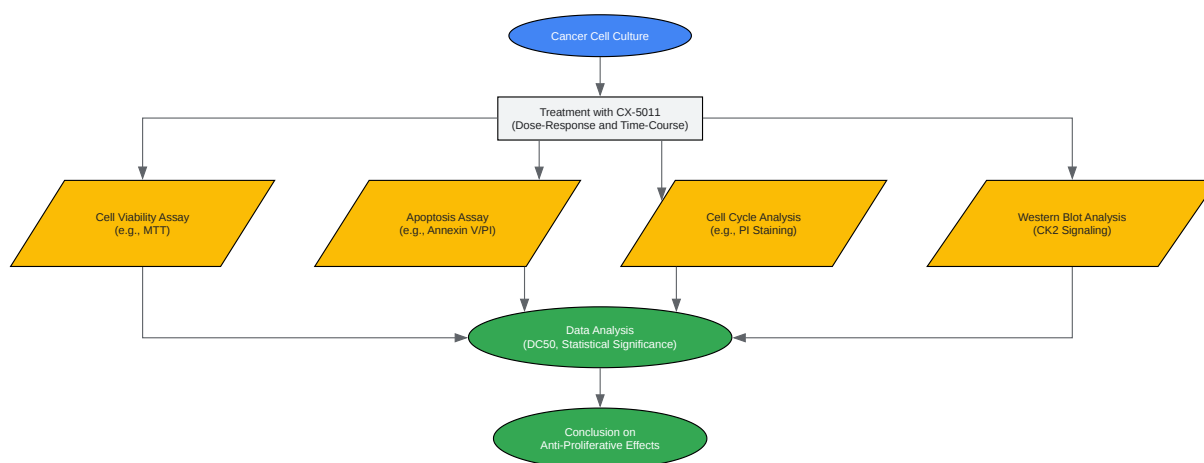 Cancer Cell Culture
Treatment with CX-5011
(Dose-Response and Time-Course)
Cell Viability Assay
(e.g., MTT)
Apoptosis Assay
(e.g., Annexin V/PI)
Cell Cycle Analysis
(e.g., PI Staining)
Western Blot Analysis
(CK2 Signaling)
Data Analysis
(DC50, Statistical Significance)
Conclusion on
Anti-Proliferative Effects